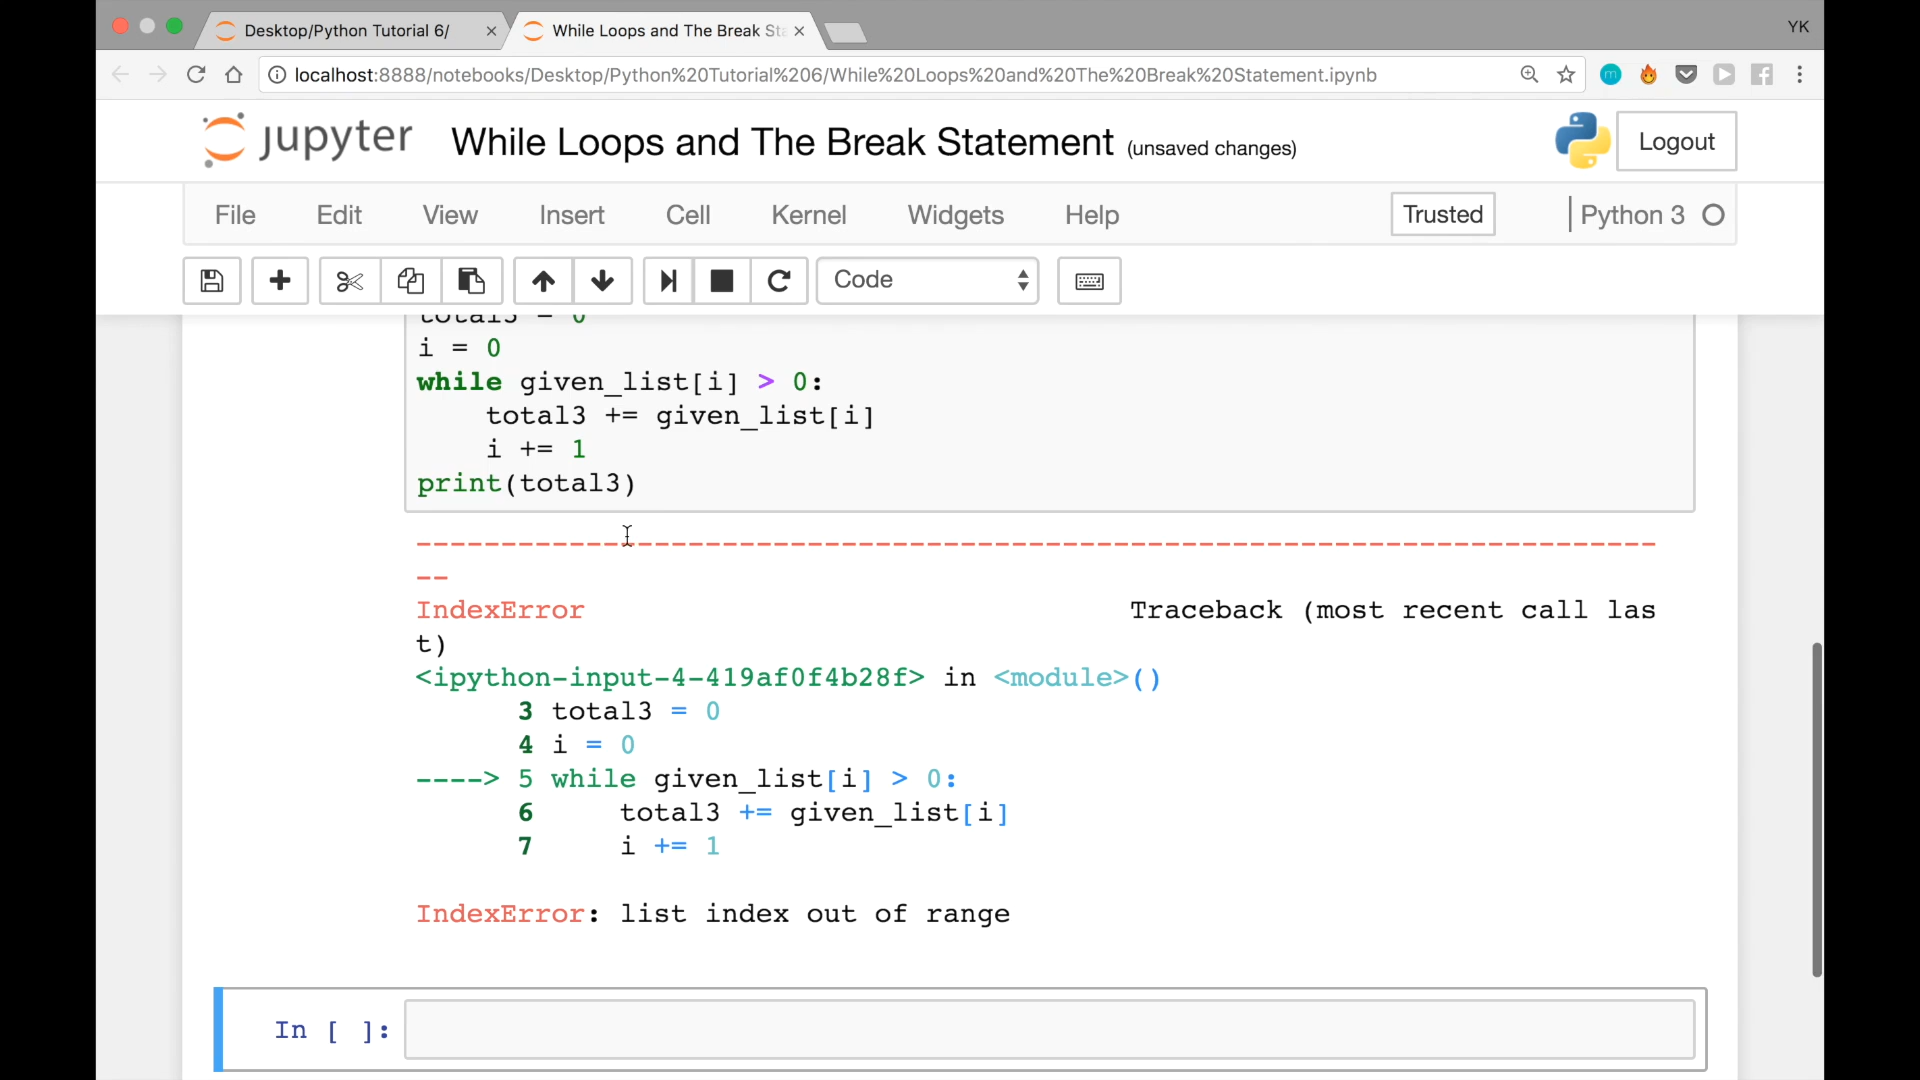 Desktop/Python Tutorial 6/
While Loops and The Break Sta
YK
localhost:8888/notebooks/Desktop/Python%20Tutorial%206/While%20Loops%20and%20The%20Break%20Statement.ipynb
jupyter
While Loops and The Break Statement (unsaved changes)
Logout
File Edit View Insert Cell Kernel Widgets Help
Trusted
Python 3
Code
total3 = 0
i = 0
while given_list[i] > 0:
    total3 += given_list[i]
    i += 1
print(total3)
-------------------------------------------------------------------------
--
IndexError                                Traceback (most recent call las
t)
<ipython-input-4-419af0f4b28f> in <module>()
      3 total3 = 0
      4 i = 0
----> 5 while given_list[i] > 0:
      6     total3 += given_list[i]
      7     i += 1
IndexError: list index out of range
In [ ]: